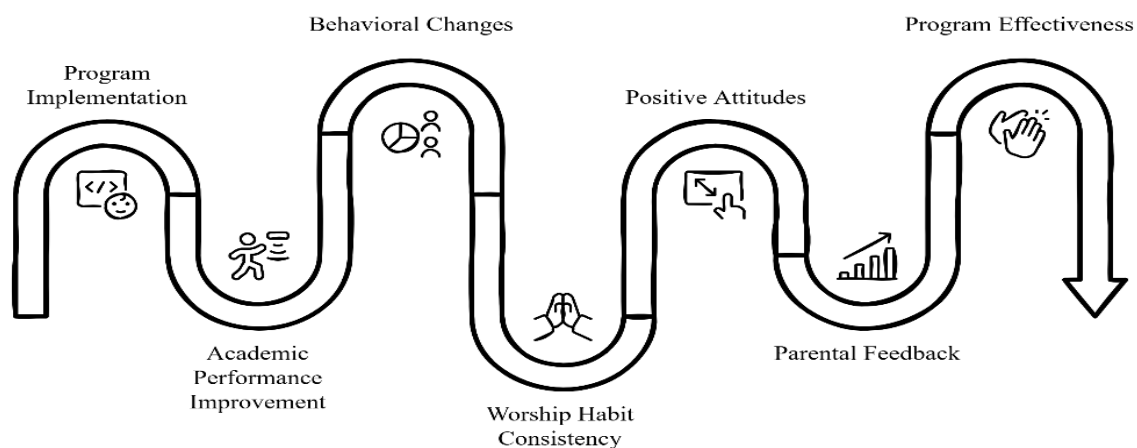 Program
Implementation
Academic
Performance
Improvement
Behavioral Changes
Worship Habit
Consistency
Positive Attitudes
Parental Feedback
Program Effectiveness